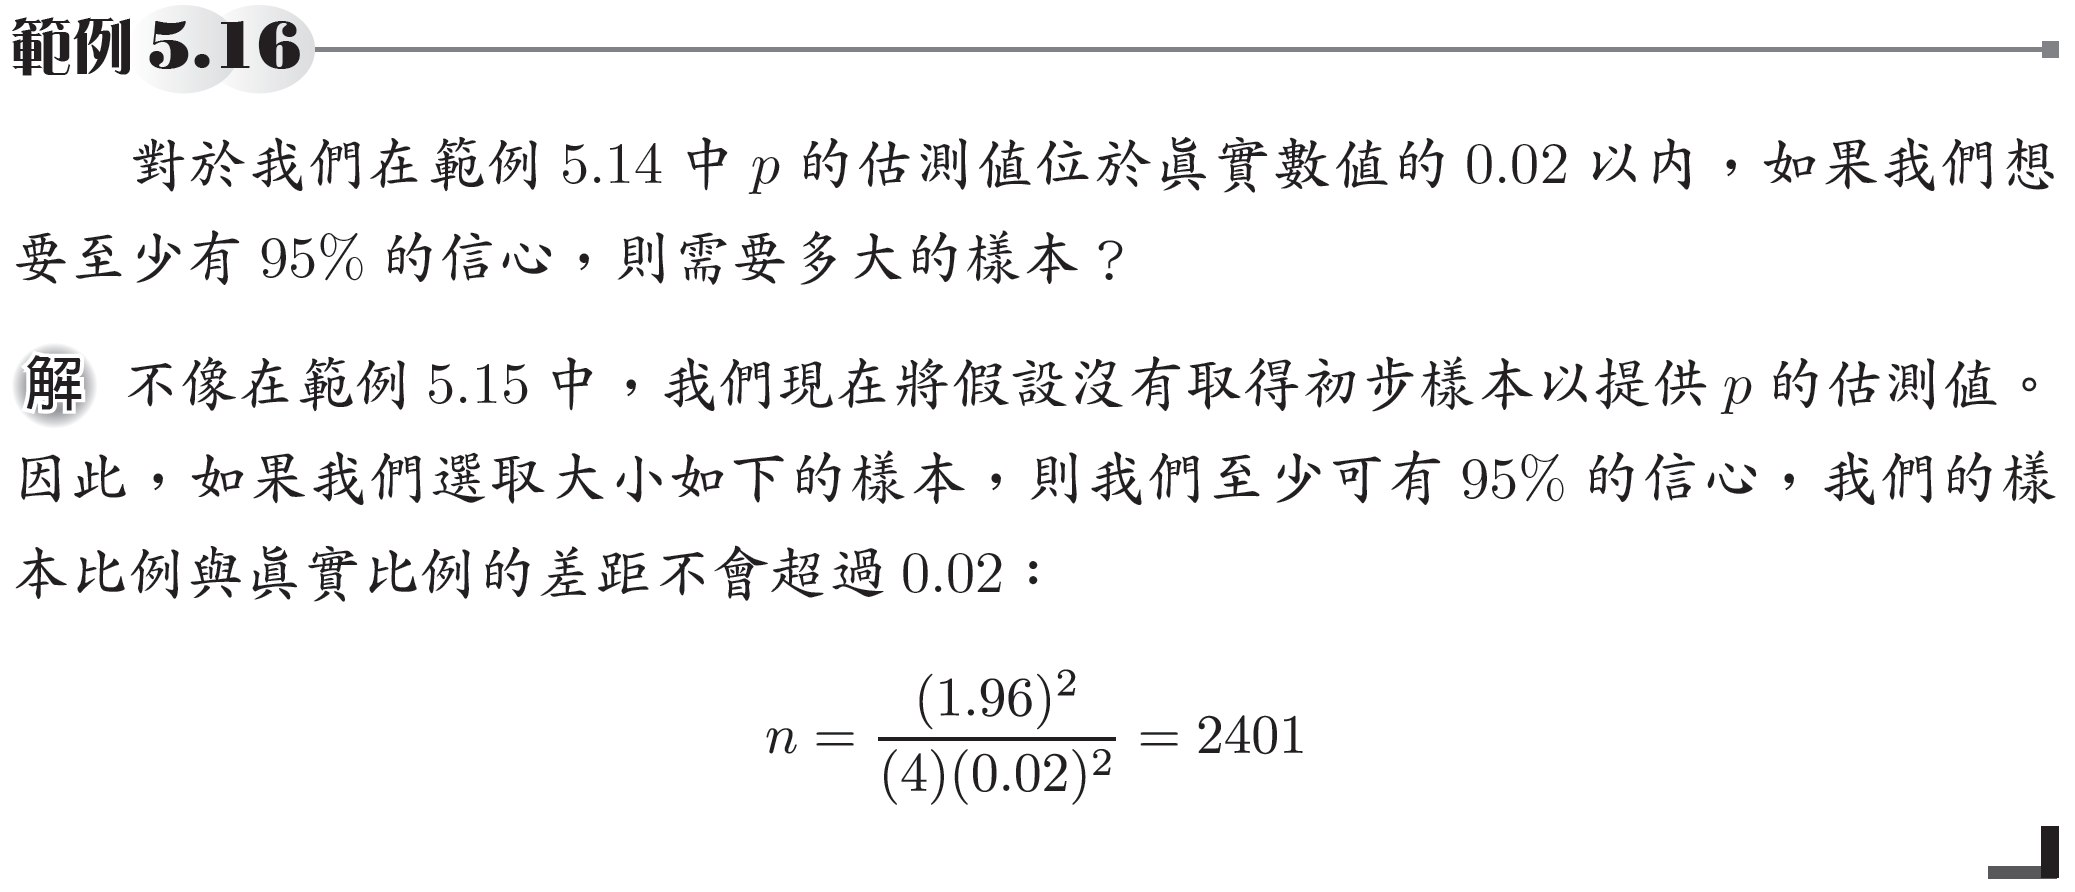 範例 5.16
對於我們在範例 5.14 中 p 的估測值位於眞實數值的 0.02 以内，如果我們想
要至少有 95% 的信心，則需要多大的樣本？
解 不像在範例 5.15 中，我們現在將假設沒有取得初步樣本以提供 p 的估測值。
因此，如果我們選取大小如下的樣本，則我們至少可有 95% 的信心，我們的樣
本比例與眞實比例的差距不會超過 0.02：
n = (1.96)² / (4)(0.02)² = 2401